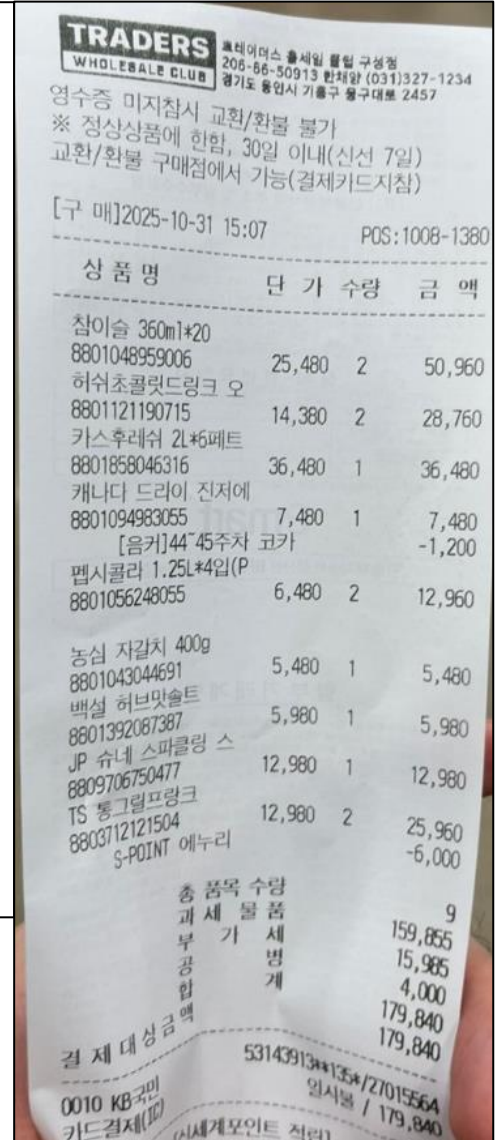 TRADERS
WHOLESALE CLUB
트레이더스 홀세일 클럽 구성점
206-86-50913 한채양 (031)327-1234
경기도 용인시 기흥구 용구대로 2457
영수증 미지참시 교환/환불 불가
※ 정상상품에 한함, 30일 이내(신선 7일)
교환/환불 구매점에서 가능(결제카드지참)
[구 매]2025-10-31 15:07 POS:1008-1380
상 품 명 단 가 수량 금 액
참이슬 360ml*20
8801048959006 25,480 2 50,960
허쉬초콜릿드링크 오
8801121190715 14,380 2 28,760
카스후레쉬 2L*6페트
8801858046316 36,480 1 36,480
캐나다 드라이 진저에
8801094983055 7,480 1 7,480
[음커]44~45주차 코카 -1,200
펩시콜라 1.25L*4입(P
8801056248055 6,480 2 12,960
농심 자갈치 400g
8801043044691 5,480 1 5,480
백설 허브맛솔트
8801392087387 5,980 1 5,980
JP 슈네 스파클링 스
8809706750477 12,980 1 12,980
TS 통그릴프랑크
8803712121504 12,980 2 25,960
S-POINT 에누리 -6,000
총 품목 수량 9
과 세 물 품 159,855
부 가 세 15,985
공 병 4,000
합 계 179,840
결 제 대 상 금 액 179,840
0010 KB국민 53143913**135*/27015564
카드결제(IC) 일시불 / 179,840
[신세계포인트 적립]